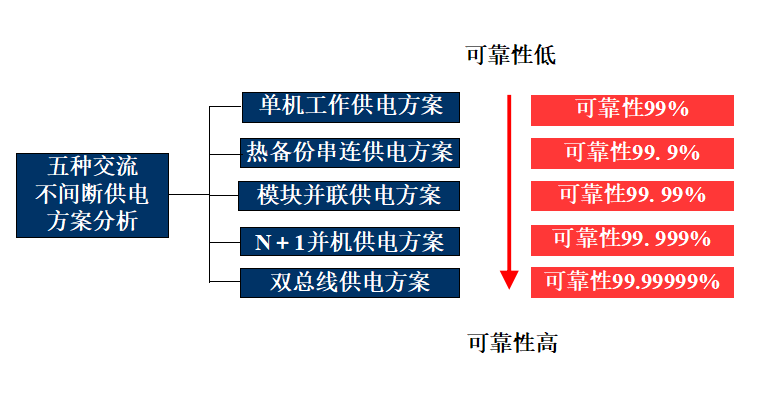 可靠性低
五种交流
不间断供电
方案分析
单机工作供电方案
可靠性99%
热备份串连供电方案
可靠性99. 9%
模块并联供电方案
可靠性99. 99%
N+1并机供电方案
可靠性99. 999%
双总线供电方案
可靠性99.99999%
可靠性高